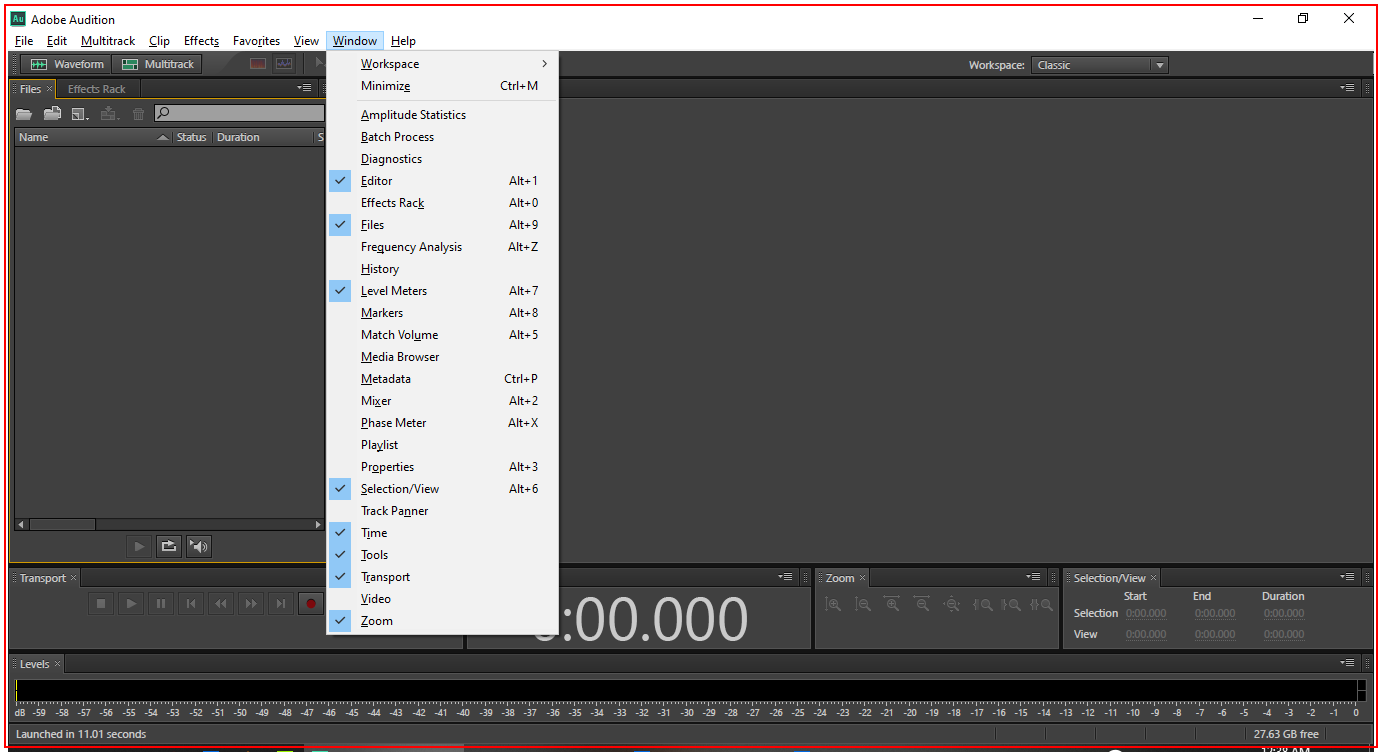 Au Adobe Audition
File Edit Multitrack Clip Effects Favorites View Window Help
Waveform Multitrack Workspace: Classic
Files × Effects Rack
Name Status Duration S
Workspace >
Minimize Ctrl+M
Amplitude Statistics
Batch Process
Diagnostics
Editor Alt+1
Effects Rack Alt+0
Files Alt+9
Frequency Analysis Alt+Z
History
Level Meters Alt+7
Markers Alt+8
Match Volume Alt+5
Media Browser
Metadata Ctrl+P
Mixer Alt+2
Phase Meter Alt+X
Playlist
Properties Alt+3
Selection/View Alt+6
Track Panner
Time
Tools
Transport
Video
Zoom
Transport × Zoom × Selection/View ×
:00.000
Start End Duration
Selection 0:00.000 0:00.000 0:00.000
View 0:00.000 0:00.000 0:00.000
Levels ×
dB -59 -58 -57 -56 -55 -54 -53 -52 -51 -50 -49 -48 -47 -46 -45 -44 -43 -42 -41 -40 -39 -38 -37 -36 -35 -34 -33 -32 -31 -30 -29 -28 -27 -26 -25 -24 -23 -22 -21 -20 -19 -18 -17 -16 -15 -14 -13 -12 -11 -10 -9 -8 -7 -6 -5 -4 -3 -2 -1 0
Launched in 11.01 seconds 27.63 GB free